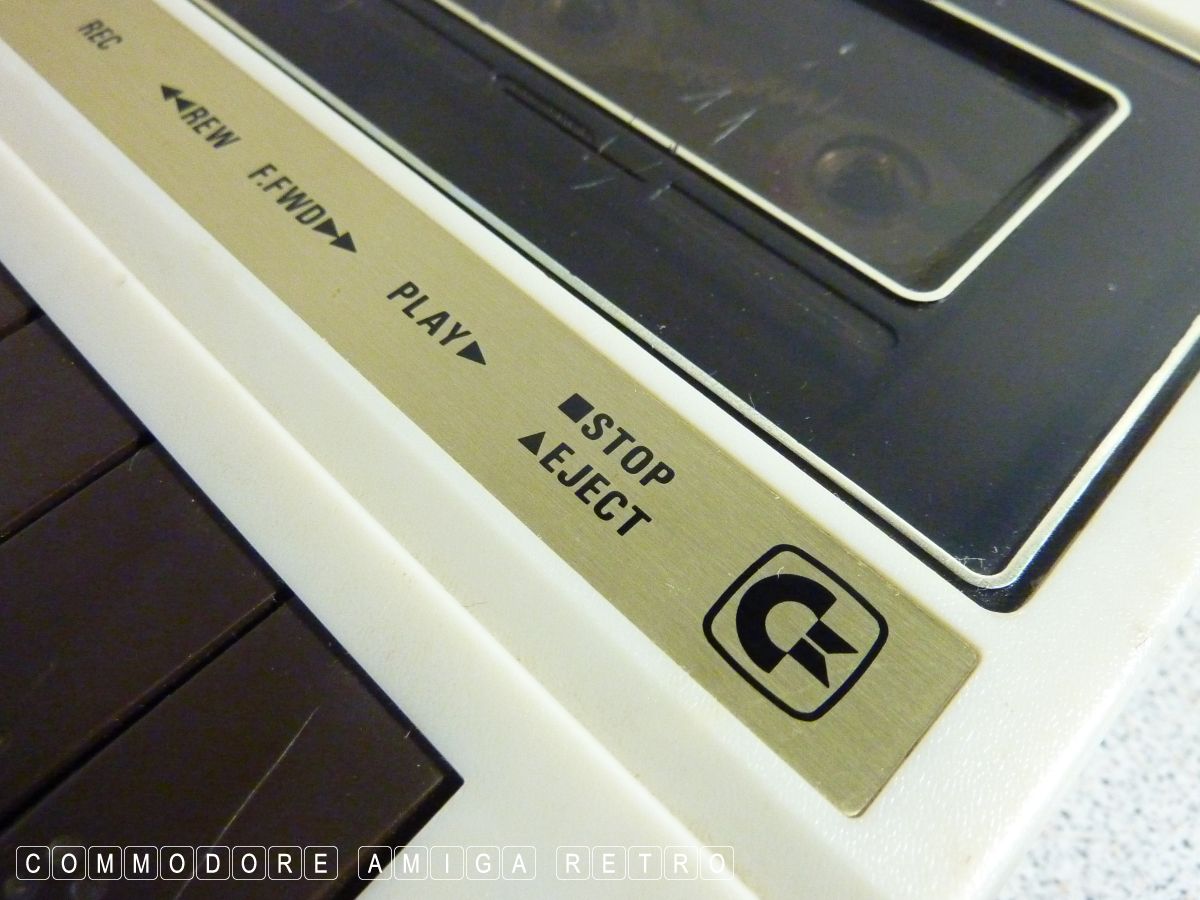 REC
◀◀REW
F.FWD▶▶
PLAY▶
■STOP
▲EJECT
COMMODORE AMIGA RETRO